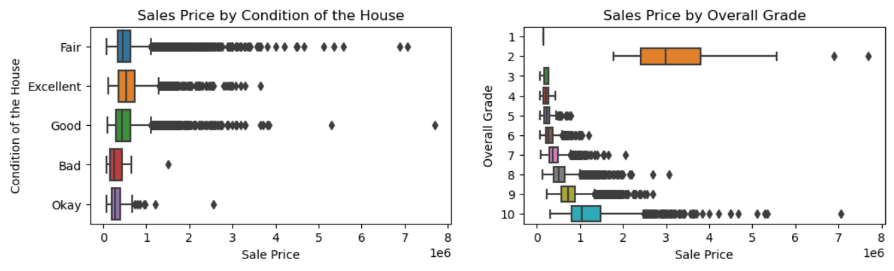 Sales Price by Condition of the House
Condition of the House
Fair
Excellent
Good
Bad
Okay
0 1 2 3 4 5 6 7 8
1e6
Sale Price
Sales Price by Overall Grade
Overall Grade
1
2
3
4
5
6
7
8
9
10
0 1 2 3 4 5 6 7 8
1e6
Sale Price